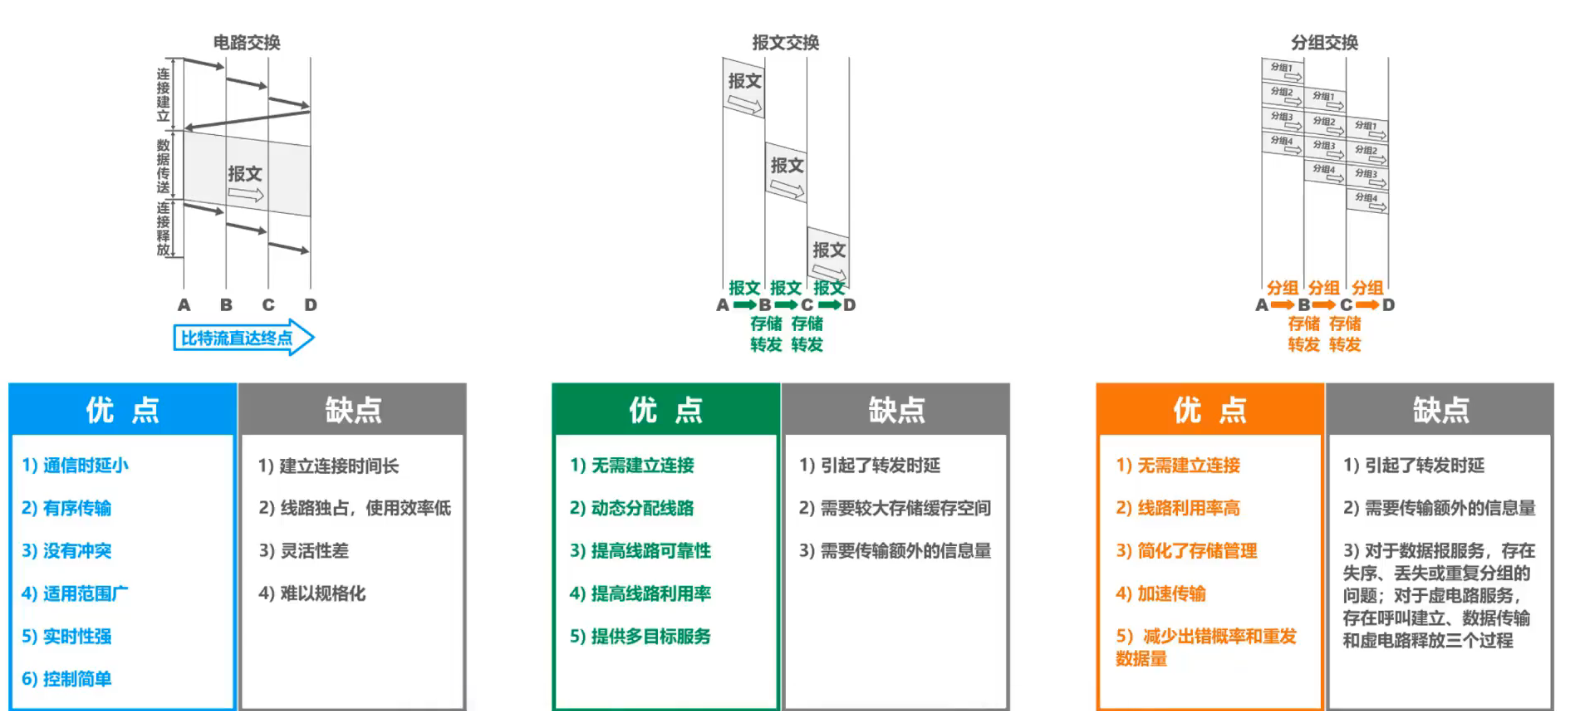 电路交换
连接建立
数据传送
连接释放
报文
A B C D
比特流直达终点
优 点
缺点
1) 通信时延小
2) 有序传输
3) 没有冲突
4) 适用范围广
5) 实时性强
6) 控制简单
1) 建立连接时间长
2) 线路独占，使用效率低
3) 灵活性差
4) 难以规格化
报文交换
报文
报文
报文
报文 报文 报文
A B C D
存储 存储
转发 转发
优 点
缺点
1) 无需建立连接
2) 动态分配线路
3) 提高线路可靠性
4) 提高线路利用率
5) 提供多目标服务
1) 引起了转发时延
2) 需要较大存储缓存空间
3) 需要传输额外的信息量
分组交换
分组1
分组2 分组1
分组3 分组2 分组1
分组4 分组3 分组2
分组4 分组3
分组4
分组 分组 分组
A B C D
存储 存储
转发 转发
优 点
缺点
1) 无需建立连接
2) 线路利用率高
3) 简化了存储管理
4) 加速传输
5）减少出错概率和重发
数据量
1) 引起了转发时延
2) 需要传输额外的信息量
3) 对于数据报服务，存在
失序、丢失或重复分组的
问题；对于虚电路服务，
存在呼叫建立、数据传输
和虚电路释放三个过程